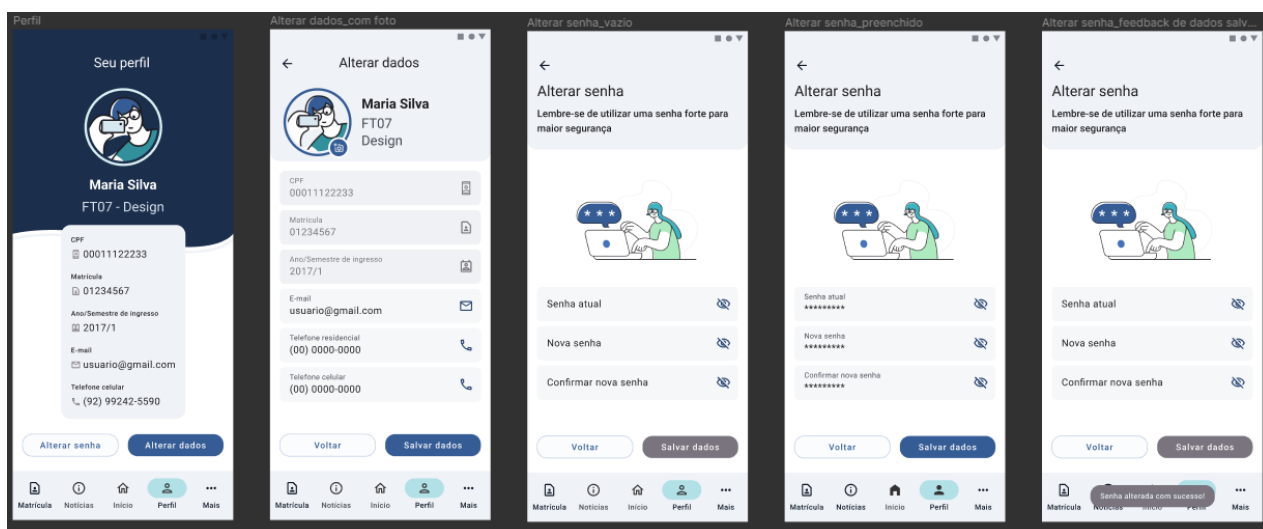 Perfil
Seu perfil
Maria Silva
FT07 - Design
CPF
00011122233
Matrícula
01234567
Ano/Semestre de ingresso
2017/1
E-mail
usuario@gmail.com
Telefone celular
(92) 99242-5590
Alterar senha
Alterar dados
Matrícula
Notícias
Início
Perfil
Mais
Alterar dados_com foto
Alterar dados
Maria Silva
FT07
Design
CPF
00011122233
Matrícula
01234567
Ano/Semestre de ingresso
2017/1
E-mail
usuario@gmail.com
Telefone residencial
(00) 0000-0000
Telefone celular
(00) 0000-0000
Voltar
Salvar dados
Matrícula
Notícias
Início
Perfil
Mais
Alterar senha_vazio
Alterar senha
Lembre-se de utilizar uma senha forte para
maior segurança
***
Senha atual
Nova senha
Confirmar nova senha
Voltar
Salvar dados
Matrícula
Notícias
Início
Perfil
Mais
Alterar senha_preenchido
Alterar senha
Lembre-se de utilizar uma senha forte para
maior segurança
***
Senha atual
*********
Nova senha
*********
Confirmar nova senha
*********
Voltar
Salvar dados
Matrícula
Notícias
Início
Perfil
Mais
Alterar senha_feedback de dados salv...
Alterar senha
Lembre-se de utilizar uma senha forte para
maior segurança
***
Senha atual
Nova senha
Confirmar nova senha
Voltar
Salvar dados
Senha alterada com sucesso!
Matrícula
Notícias
Início
Perfil
Mais